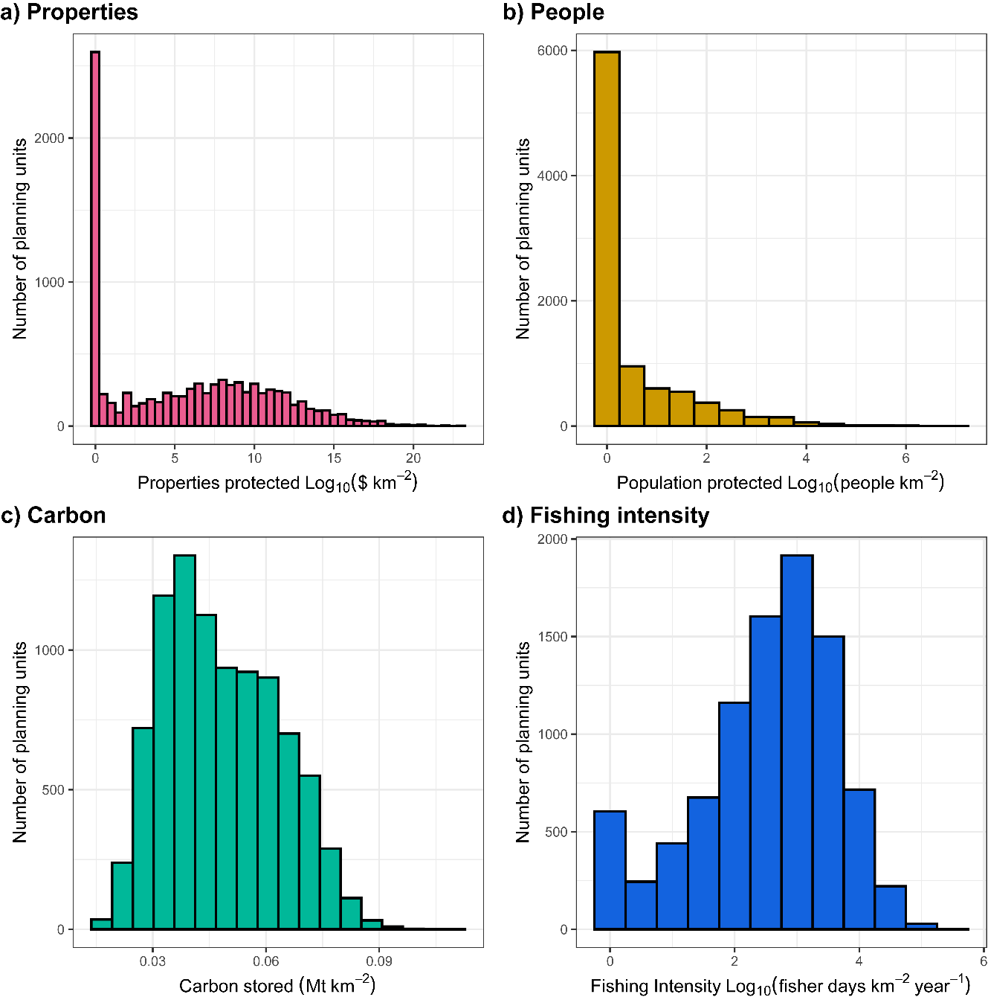 a) Properties
Number of planning units
2000
1000
0
0 5 10 15 20
Properties protected Log₁₀($ km⁻²)
b) People
Number of planning units
6000
4000
2000
0
0 2 4 6
Population protected Log₁₀(people km⁻²)
c) Carbon
Number of planning units
1000
500
0
0.03 0.06 0.09
Carbon stored (Mt km⁻²)
d) Fishing intensity
Number of planning units
2000
1500
1000
500
0
0 2 4 6
Fishing Intensity Log₁₀(fisher days km⁻² year⁻¹)